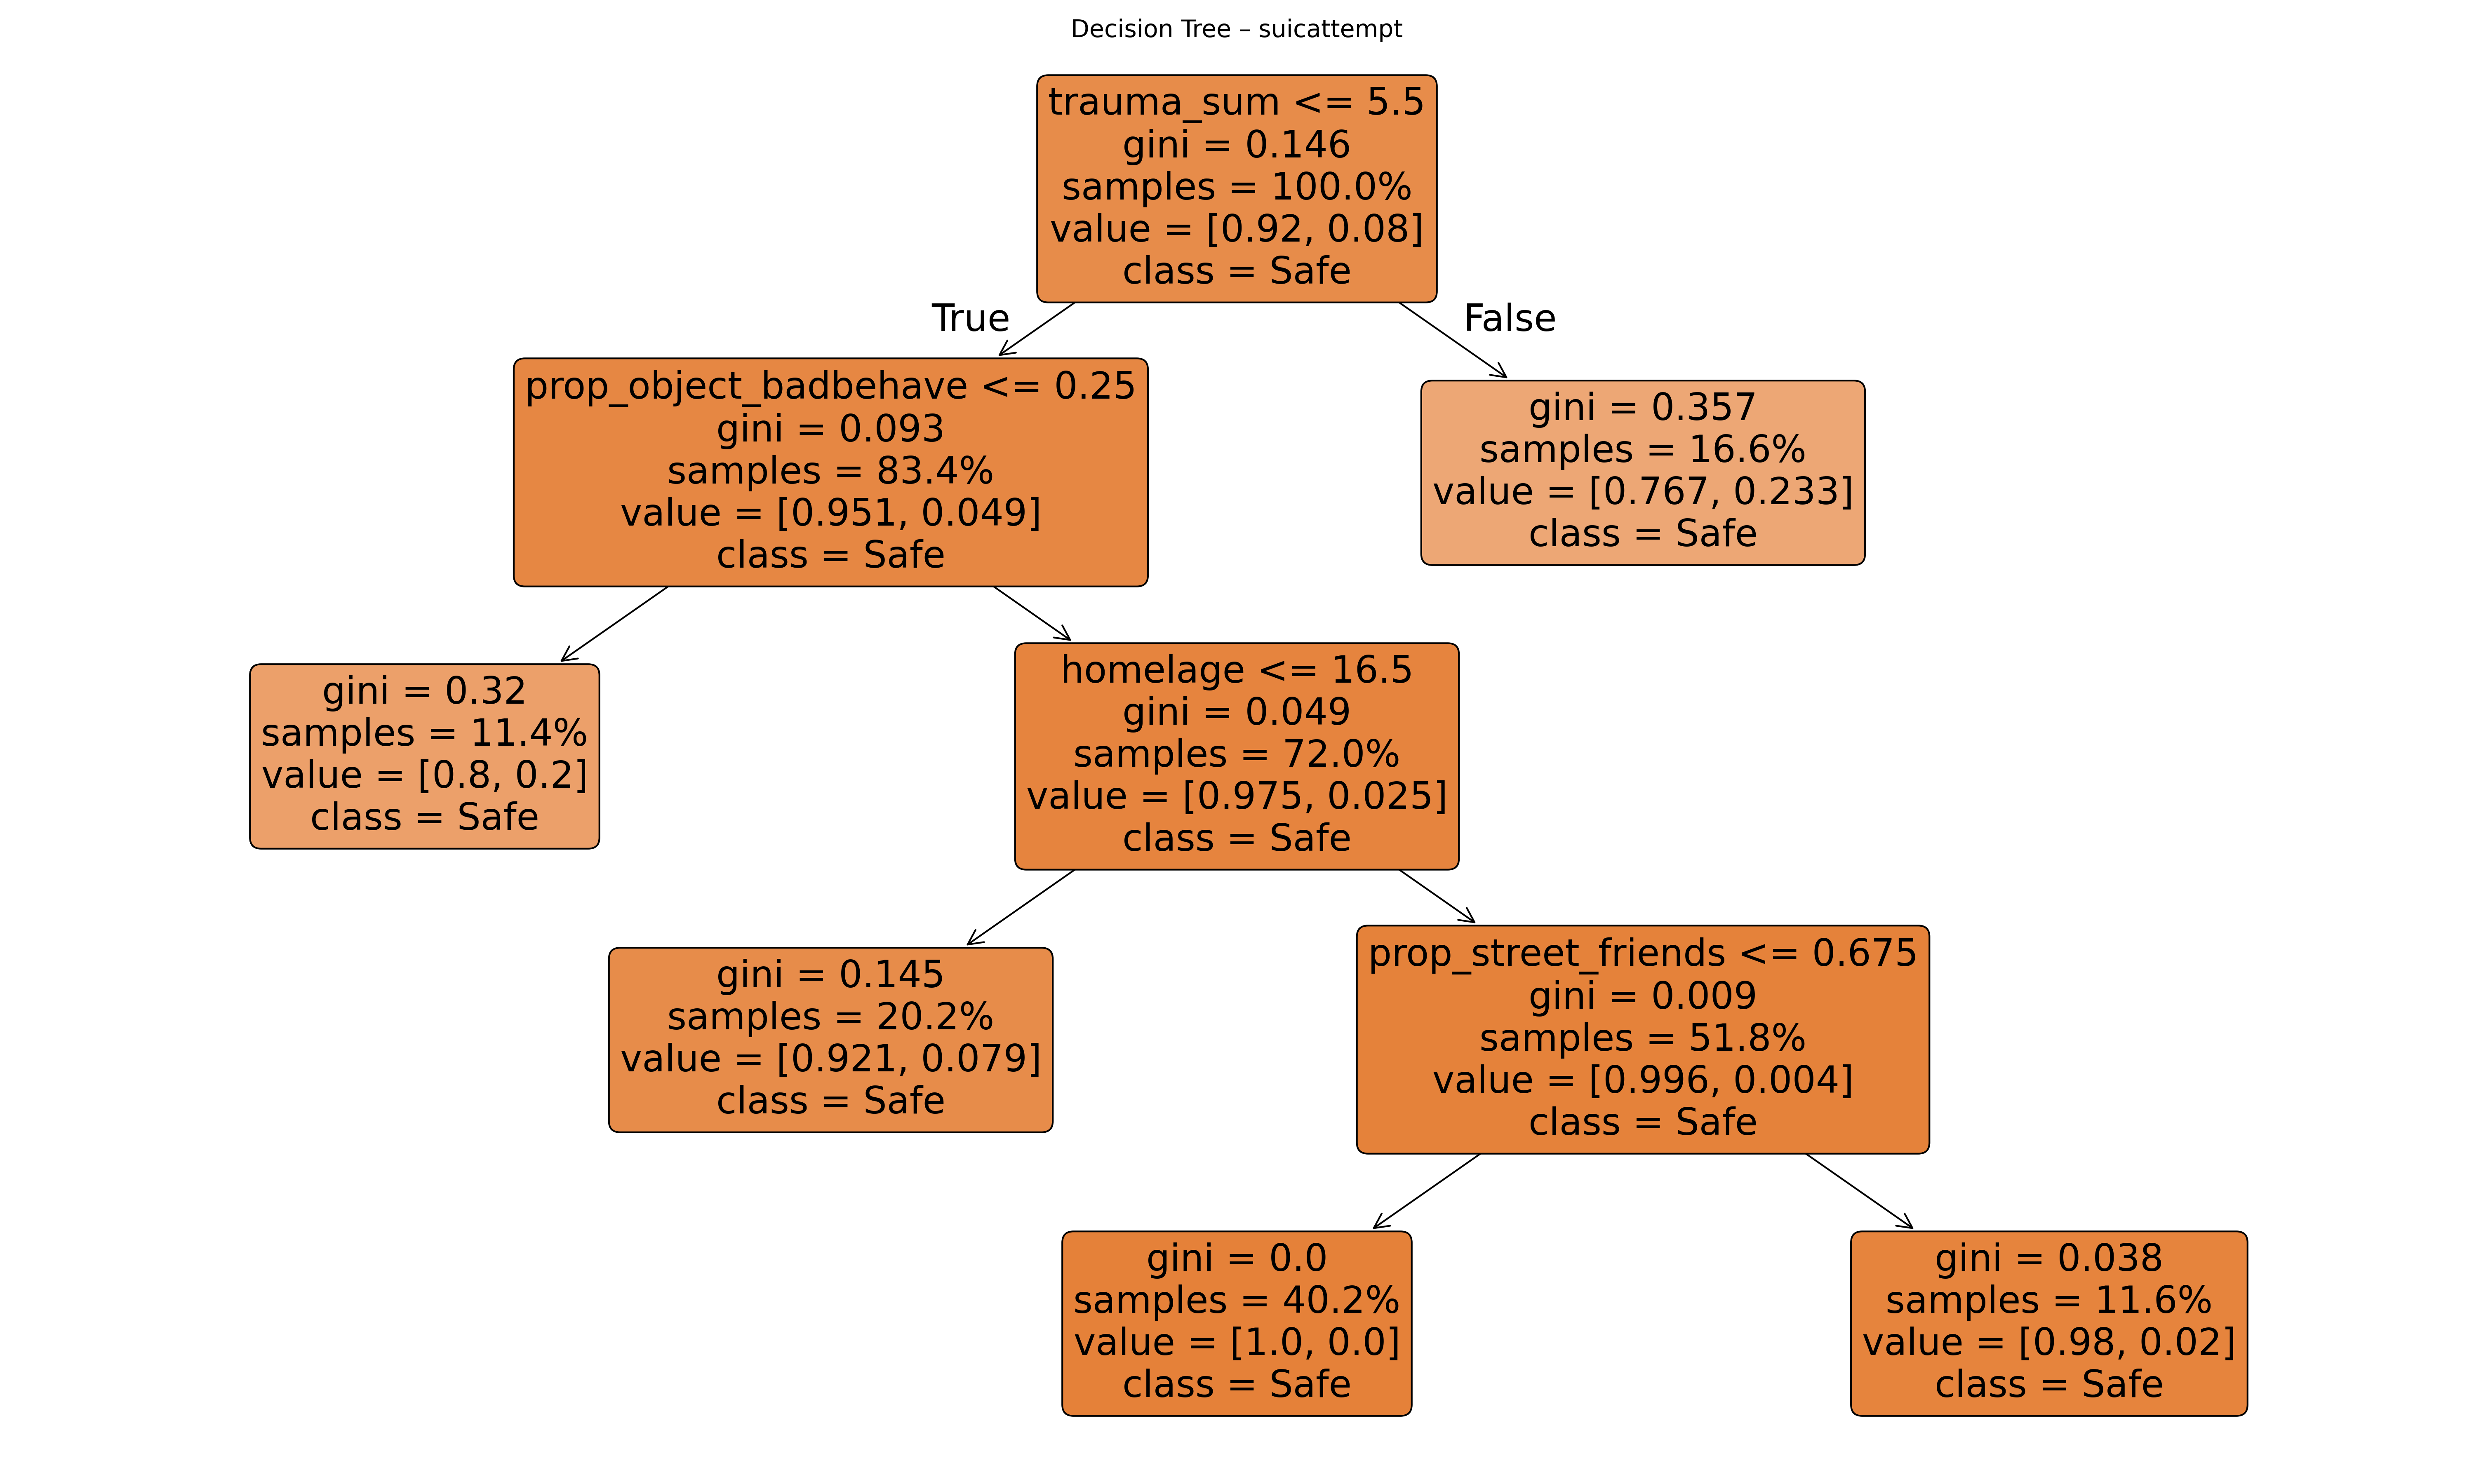 Decision Tree – suicattempt
trauma_sum <= 5.5
gini = 0.146
samples = 100.0%
value = [0.92, 0.08]
class = Safe
True
False
prop_object_badbehave <= 0.25
gini = 0.093
samples = 83.4%
value = [0.951, 0.049]
class = Safe
gini = 0.357
samples = 16.6%
value = [0.767, 0.233]
class = Safe
gini = 0.32
samples = 11.4%
value = [0.8, 0.2]
class = Safe
homelage <= 16.5
gini = 0.049
samples = 72.0%
value = [0.975, 0.025]
class = Safe
gini = 0.145
samples = 20.2%
value = [0.921, 0.079]
class = Safe
prop_street_friends <= 0.675
gini = 0.009
samples = 51.8%
value = [0.996, 0.004]
class = Safe
gini = 0.0
samples = 40.2%
value = [1.0, 0.0]
class = Safe
gini = 0.038
samples = 11.6%
value = [0.98, 0.02]
class = Safe